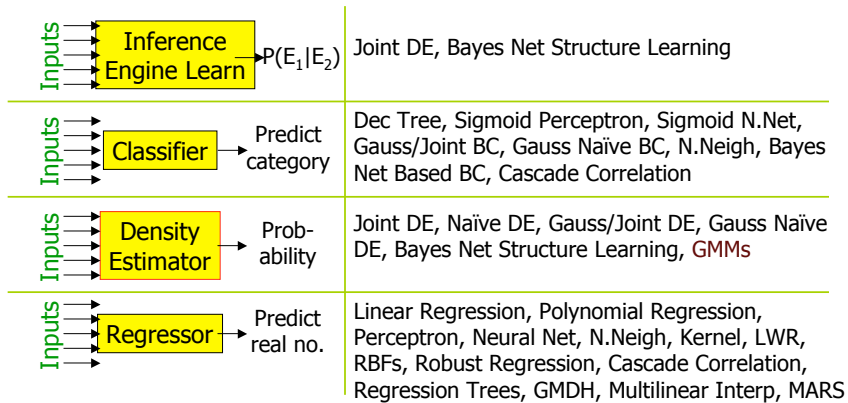 Inputs
Inference
Engine Learn
P(E1|E2)
Joint DE, Bayes Net Structure Learning
Inputs
Classifier
Predict
category
Dec Tree, Sigmoid Perceptron, Sigmoid N.Net,
Gauss/Joint BC, Gauss Naïve BC, N.Neigh, Bayes
Net Based BC, Cascade Correlation
Inputs
Density
Estimator
Prob-
ability
Joint DE, Naïve DE, Gauss/Joint DE, Gauss Naïve
DE, Bayes Net Structure Learning, GMMs
Inputs
Regressor
Predict
real no.
Linear Regression, Polynomial Regression,
Perceptron, Neural Net, N.Neigh, Kernel, LWR,
RBFs, Robust Regression, Cascade Correlation,
Regression Trees, GMDH, Multilinear Interp, MARS